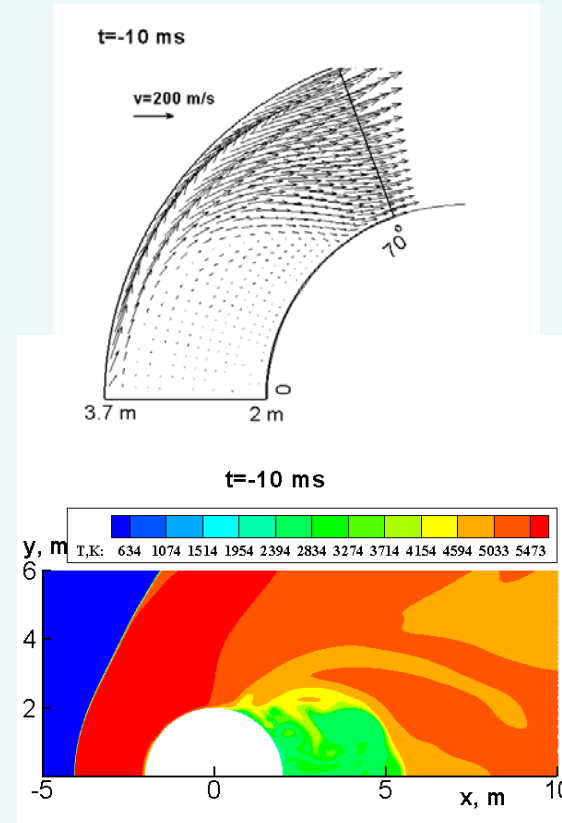 t=-10 ms
v=200 m/s
70°
0
3.7 m
2 m
t=-10 ms
T,K: 634 1074 1514 1954 2394 2834 3274 3714 4154 4594 5033 5473
y, m
6
4
2
-5 0 5 10
x, m